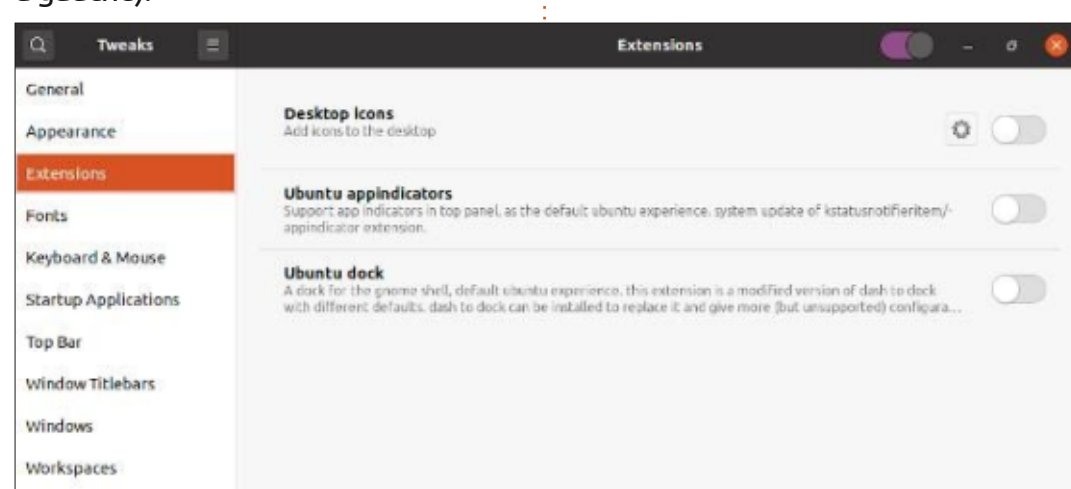 Tweaks
Extensions
General
Appearance
Extensions
Fonts
Keyboard & Mouse
Startup Applications
Top Bar
Window Titlebars
Windows
Workspaces
Desktop icons
Add icons to the desktop
Ubuntu appindicators
Support app indicators in top panel, as the default ubuntu experience. system update of kstatusnotifieritem/-
appindicator extension.
Ubuntu dock
A dock for the gnome shell, default ubuntu experience. this extension is a modified version of dash to dock
with different defaults. dash to dock can be installed to replace it and give more (but unsupported) configura...